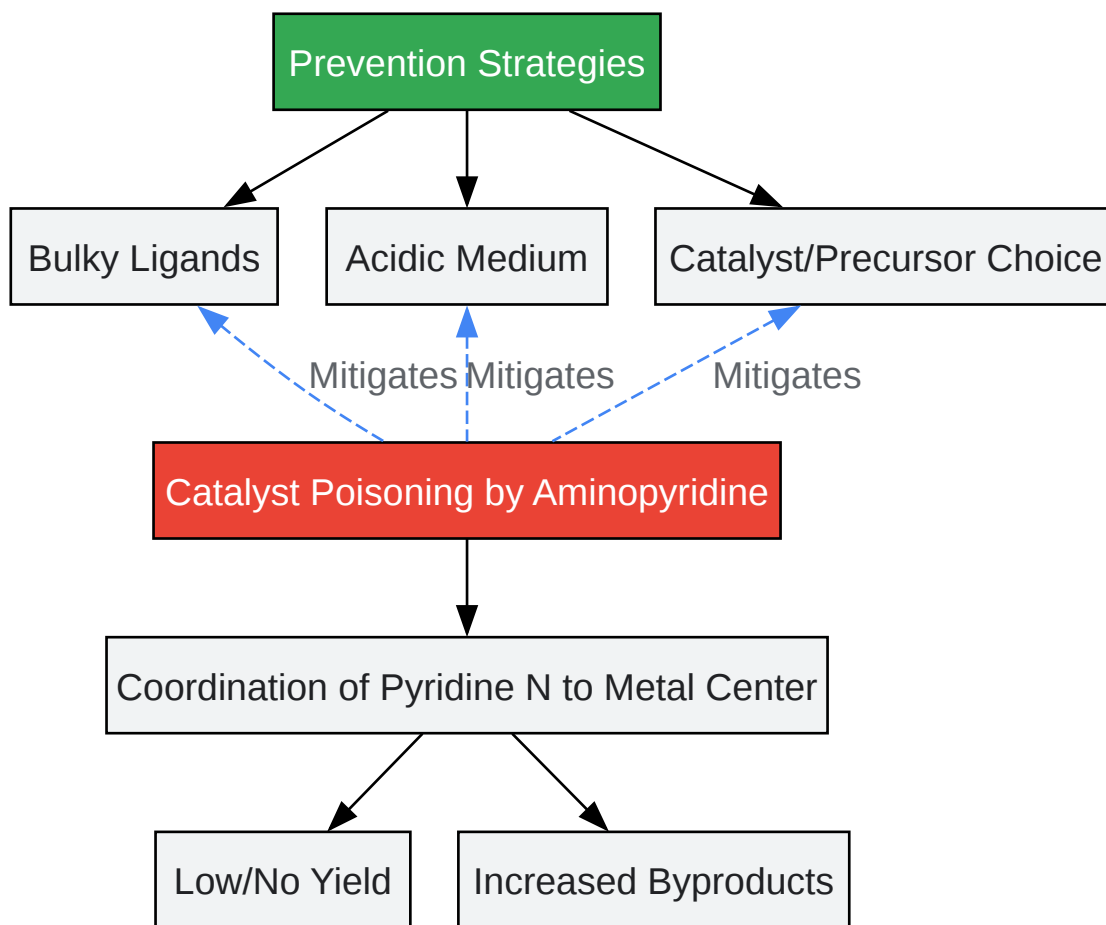 Prevention Strategies
Bulky Ligands
Acidic Medium
Catalyst/Precursor Choice
Mitigates
Mitigates
Mitigates
Catalyst Poisoning by Aminopyridine
Coordination of Pyridine N to Metal Center
Low/No Yield
Increased Byproducts